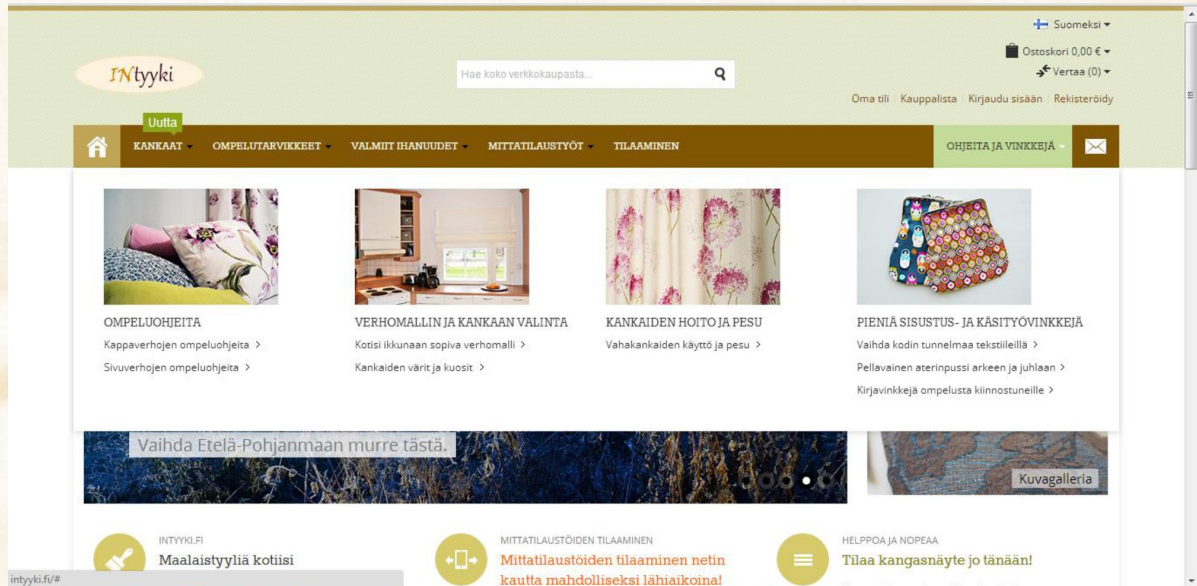 Suomeksi
Ostoskori 0,00 €
INtyyki
Hae koko verkkokaupasta...
Vertaa (0)
Oma tili Kauppalista Kirjaudu sisään Rekisteröidy
Uutta
KANKAAT OMPELUTARVIKKEET VALMIIT IHANUUDET MITTATILAUSTYÖT TILAAMINEN OHJEITA JA VINKKEJÄ
OMPELUOHJEITA
Kappaverhojen ompeluohjeita >
Sivuverhojen ompeluohjeita >
VERHOMALLIN JA KANKAAN VALINTA
Kotisi ikkunaan sopiva verhomalli >
Kankaiden värit ja kuosit >
KANKAIDEN HOITO JA PESU
Vahakankaiden käyttö ja pesu >
PIENIÄ SISUSTUS- JA KÄSITYÖVINKKEJÄ
Vaihda kodin tunnelmaa tekstiileillä >
Pellavainen aterinpussi arkeen ja juhlaan >
Kirjavinkkejä ompelusta kiinnostuneille >
Vaihda Etelä-Pohjanmaan murre tästä.
Kuvagalleria
INTYYKI.FI
Maalaistyyliä kotiisi
MITTATILAUSTÖIDEN TILAAMINEN
Mittatilaustöiden tilaaminen netin
kautta mahdolliseksi lähiaikoina!
HELPPOA JA NOPEAA
Tilaa kangasnäyte jo tänään!
intyyki.fi/#